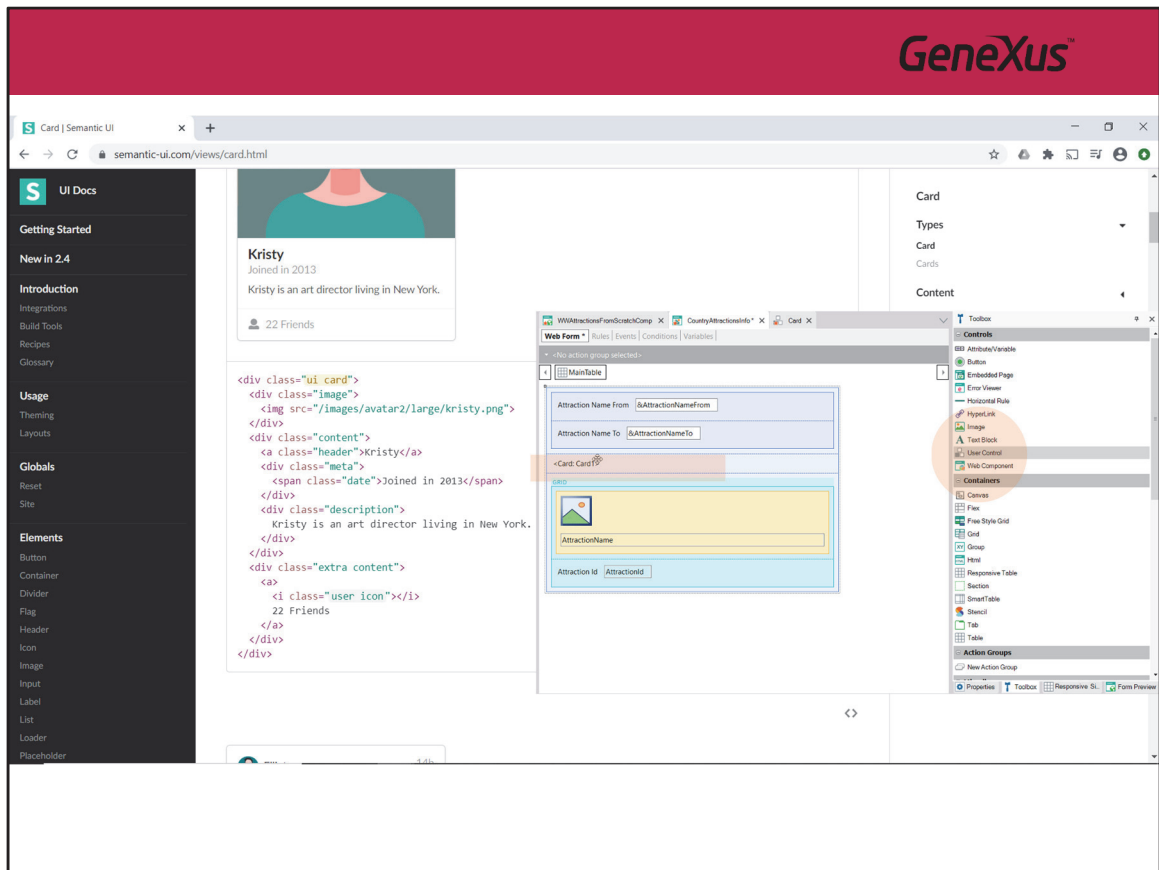 GeneXus™
Card | Semantic UI
semantic-ui.com/views/card.html
UI Docs
Getting Started
New in 2.4
Introduction
Integrations
Build Tools
Recipes
Glossary
Usage
Theming
Layouts
Globals
Reset
Site
Elements
Button
Container
Divider
Flag
Header
Icon
Image
Input
Label
List
Loader
Placeholder
Kristy
Joined in 2013
Kristy is an art director living in New York.
22 Friends
<div class="ui card">
<div class="image">
<img src="/images/avatar2/large/kristy.png">
</div>
<div class="content">
<a class="header">Kristy</a>
<div class="meta">
<span class="date">Joined in 2013</span>
</div>
<div class="description">
Kristy is an art director living in New York.
</div>
</div>
<div class="extra content">
<a>
<i class="user icon"></i>
22 Friends
</a>
</div>
</div>
Card
Types
Card
Cards
Content
WWAttractionsFromScratchComp
CountryAttractionsInfo*
Card
Web Form * | Rules | Events | Conditions | Variables |
<No action group selected>
MainTable
Attraction Name From &AttractionNameFrom
Attraction Name To &AttractionNameTo
<Card: Card1
GRID
AttractionName
Attraction Id AttractionId
Toolbox
Controls
Attribute/Variable
Button
Embedded Page
Error Viewer
Horizontal Rule
HyperLink
Image
Text Block
User Control
Web Component
Containers
Canvas
Flex
Free Style Grid
Grid
Group
Html
Responsive Table
Section
SmartTable
Stencil
Tab
Table
Action Groups
New Action Group
Properties
Toolbox
Responsive Si..
Form Preview